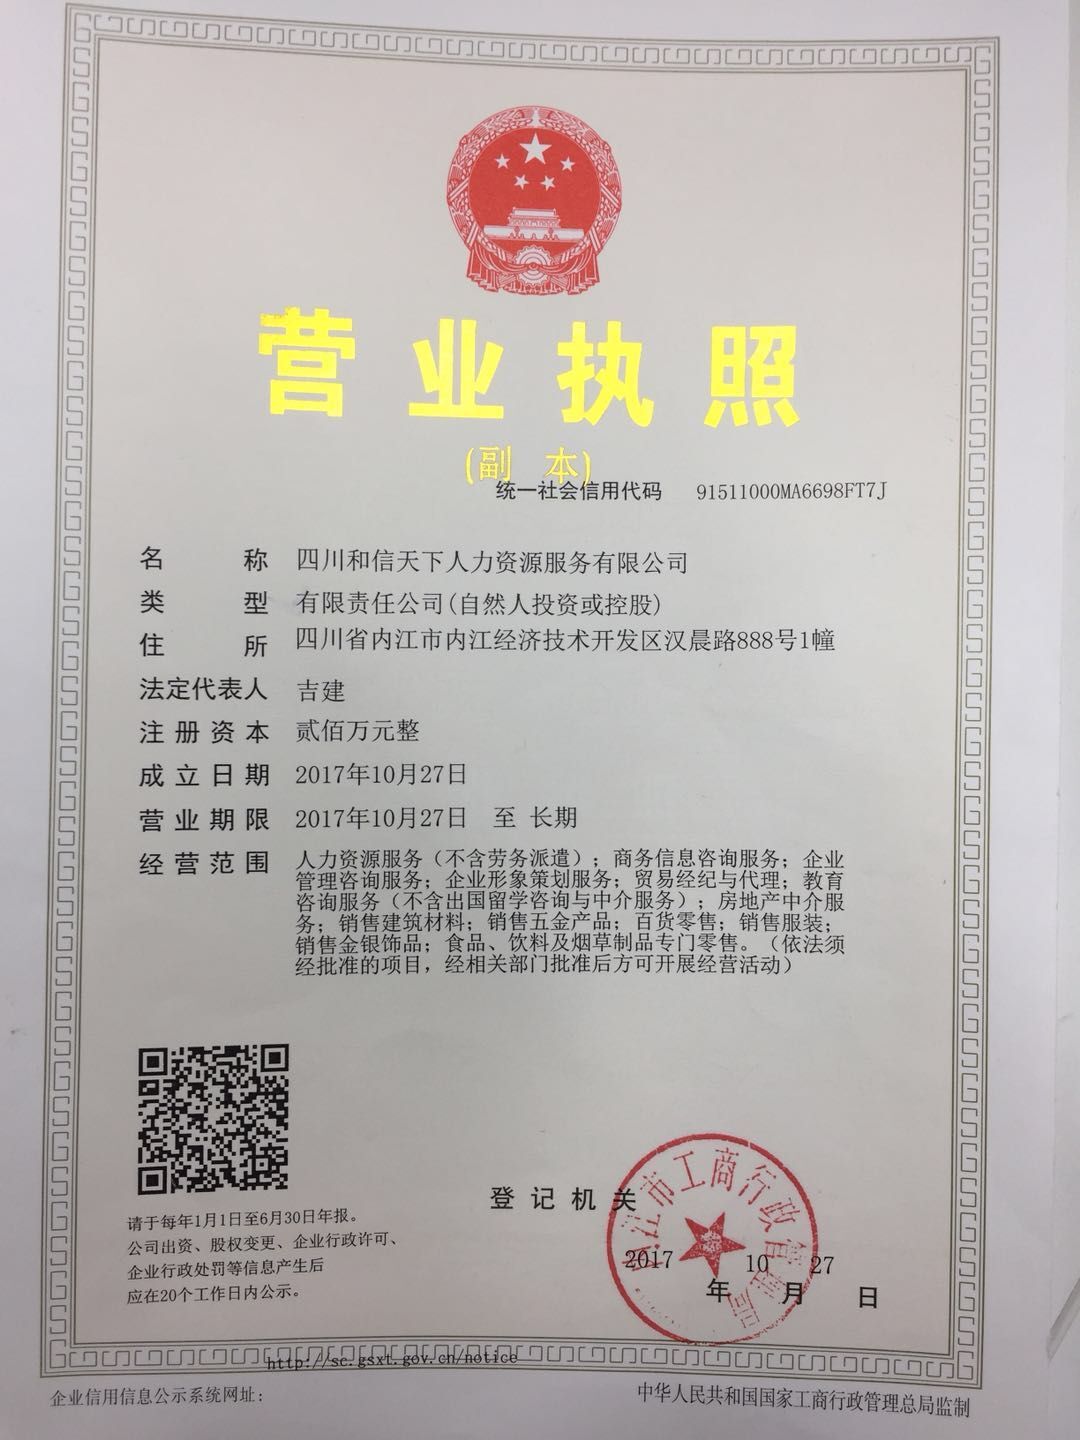 营业执照
(副 本)
统一社会信用代码 91511000MA6698FT7J
名 称 四川和信天下人力资源服务有限公司
类 型 有限责任公司(自然人投资或控股)
住 所 四川省内江市内江经济技术开发区汉晨路888号1幢
法定代表人 吉建
注册资本 贰佰万元整
成立日期 2017年10月27日
营业期限 2017年10月27日 至 长期
经营范围 人力资源服务（不含劳务派遣）；商务信息咨询服务；企业
管理咨询服务；企业形象策划服务；贸易经纪与代理；教育
咨询服务（不含出国留学咨询与中介服务）；房地产中介服
务；销售建筑材料；销售五金产品；百货零售；销售服装；
销售金银饰品；食品、饮料及烟草制品专门零售。（依法须
经批准的项目，经相关部门批准后方可开展经营活动）
请于每年1月1日至6月30日年报。
公司出资、股权变更、企业行政许可、
企业行政处罚等信息产生后
应在20个工作日内公示。
登记机关
内江市工商行政管理局
2017年10月27日
http://sc.gsxt.gov.cn/notice
企业信用信息公示系统网址：
中华人民共和国国家工商行政管理总局监制